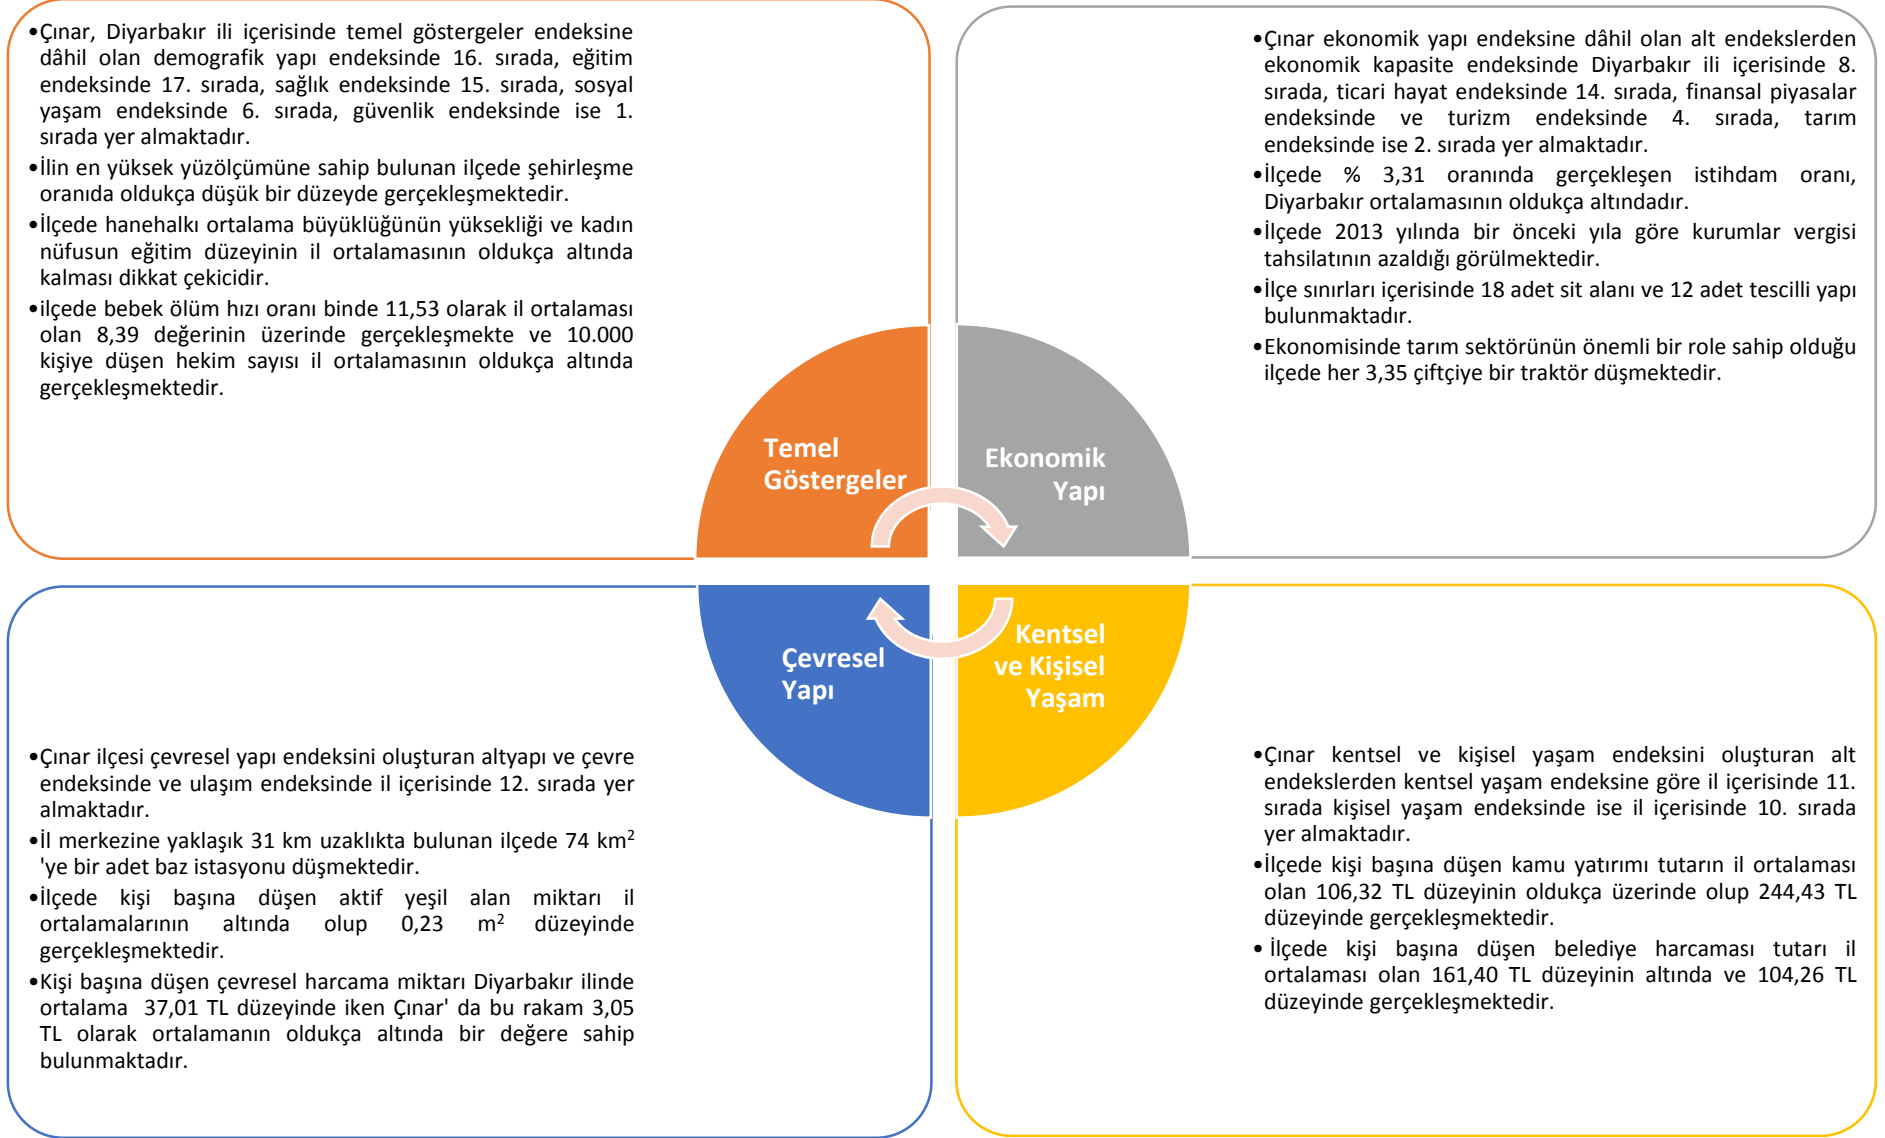 •Çınar, Diyarbakır ili içerisinde temel göstergeler endeksine
dâhil olan demografik yapı endeksinde 16. sırada, eğitim
endeksinde 17. sırada, sağlık endeksinde 15. sırada, sosyal
yaşam endeksinde 6. sırada, güvenlik endeksinde ise 1.
sırada yer almaktadır.
•İlin en yüksek yüzölçümüne sahip bulunan ilçede şehirleşme
oranıda oldukça düşük bir düzeyde gerçekleşmektedir.
•İlçede hanehalkı ortalama büyüklüğünün yüksekliği ve kadın
nüfusun eğitim düzeyinin il ortalamasının oldukça altında
kalması dikkat çekicidir.
•ilçede bebek ölüm hızı oranı binde 11,53 olarak il ortalaması
olan 8,39 değerinin üzerinde gerçekleşmekte ve 10.000
kişiye düşen hekim sayısı il ortalamasının oldukça altında
gerçekleşmektedir.
•Çınar ekonomik yapı endeksine dâhil olan alt endekslerden
ekonomik kapasite endeksinde Diyarbakır ili içerisinde 8.
sırada, ticari hayat endeksinde 14. sırada, finansal piyasalar
endeksinde ve turizm endeksinde 4. sırada, tarım
endeksinde ise 2. sırada yer almaktadır.
•İlçede % 3,31 oranında gerçekleşen istihdam oranı,
Diyarbakır ortalamasının oldukça altındadır.
•İlçede 2013 yılında bir önceki yıla göre kurumlar vergisi
tahsilatının azaldığı görülmektedir.
•İlçe sınırları içerisinde 18 adet sit alanı ve 12 adet tescilli yapı
bulunmaktadır.
•Ekonomisinde tarım sektörünün önemli bir role sahip olduğu
ilçede her 3,35 çiftçiye bir traktör düşmektedir.
Temel
Göstergeler
Ekonomik
Yapı
Çevresel
Yapı
Kentsel
ve Kişisel
Yaşam
•Çınar ilçesi çevresel yapı endeksini oluşturan altyapı ve çevre
endeksinde ve ulaşım endeksinde il içerisinde 12. sırada yer
almaktadır.
•İl merkezine yaklaşık 31 km uzaklıkta bulunan ilçede 74 km²
'ye bir adet baz istasyonu düşmektedir.
•İlçede kişi başına düşen aktif yeşil alan miktarı il
ortalamalarının altında olup 0,23 m² düzeyinde
gerçekleşmektedir.
•Kişi başına düşen çevresel harcama miktarı Diyarbakır ilinde
ortalama 37,01 TL düzeyinde iken Çınar' da bu rakam 3,05
TL olarak ortalamanın oldukça altında bir değere sahip
bulunmaktadır.
•Çınar kentsel ve kişisel yaşam endeksini oluşturan alt
endekslerden kentsel yaşam endeksine göre il içerisinde 11.
sırada kişisel yaşam endeksinde ise il içerisinde 10. sırada
yer almaktadır.
•İlçede kişi başına düşen kamu yatırımı tutarın il ortalaması
olan 106,32 TL düzeyinin oldukça üzerinde olup 244,43 TL
düzeyinde gerçekleşmektedir.
• İlçede kişi başına düşen belediye harcaması tutarı il
ortalaması olan 161,40 TL düzeyinin altında ve 104,26 TL
düzeyinde gerçekleşmektedir.